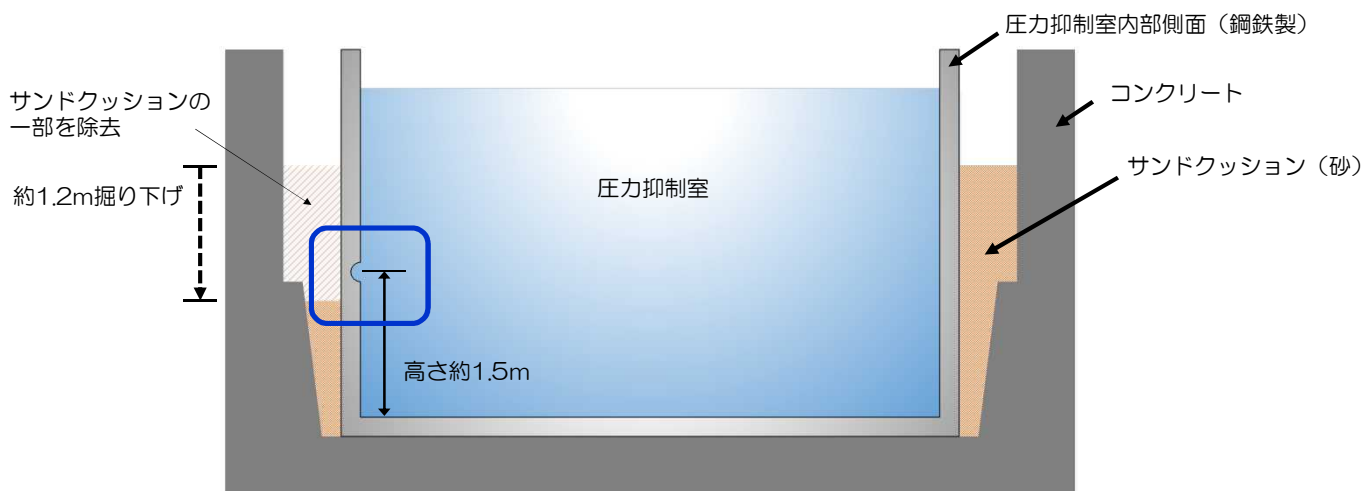 圧力抑制室内部側面（鋼鉄製）
サンドクッションの
一部を除去
コンクリート
サンドクッション（砂）
約1.2m掘り下げ
圧力抑制室
高さ約1.5m